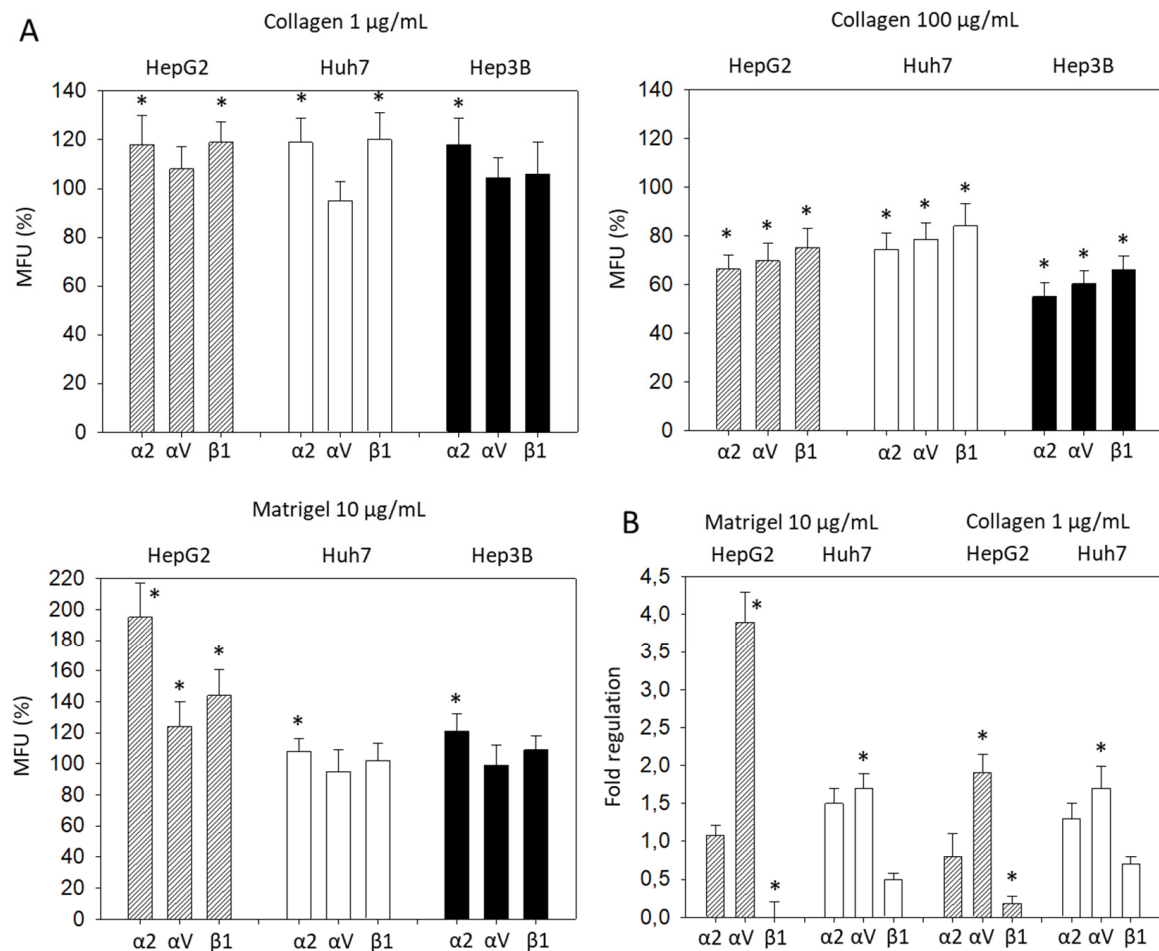 A
Collagen 1 µg/mL
HepG2 Huh7 Hep3B
MFU (%)
140
120
100
80
60
40
20
0
* * * * *
α2 αV β1 α2 αV β1 α2 αV β1
Collagen 100 µg/mL
HepG2 Huh7 Hep3B
MFU (%)
140
120
100
80
60
40
20
0
* * * * * * * * *
α2 αV β1 α2 αV β1 α2 αV β1
Matrigel 10 µg/mL
HepG2 Huh7 Hep3B
MFU (%)
220
200
180
160
140
120
100
80
60
40
20
0
* * * * *
α2 αV β1 α2 αV β1 α2 αV β1
B
Matrigel 10 µg/mL Collagen 1 µg/mL
HepG2 Huh7 HepG2 Huh7
Fold regulation
4,5
4,0
3,5
3,0
2,5
2,0
1,5
1,0
0,5
0,0
* * * * * *
α2 αV β1 α2 αV β1 α2 αV β1 α2 αV β1